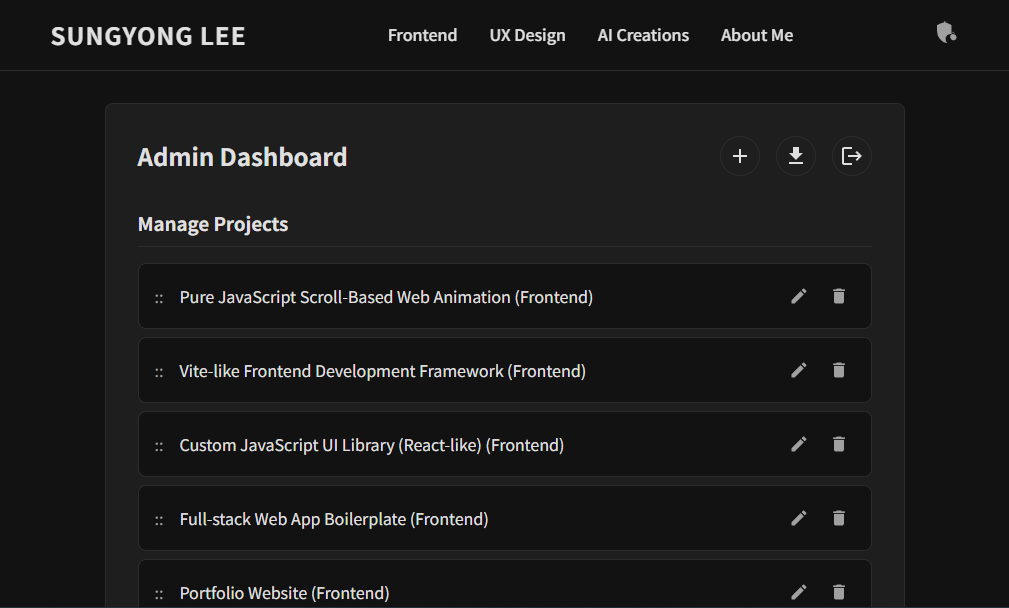 SUNGYONG LEE
Frontend
UX Design
AI Creations
About Me
Admin Dashboard
Manage Projects
:: Pure JavaScript Scroll-Based Web Animation (Frontend)
:: Vite-like Frontend Development Framework (Frontend)
:: Custom JavaScript UI Library (React-like) (Frontend)
:: Full-stack Web App Boilerplate (Frontend)
:: Portfolio Website (Frontend)